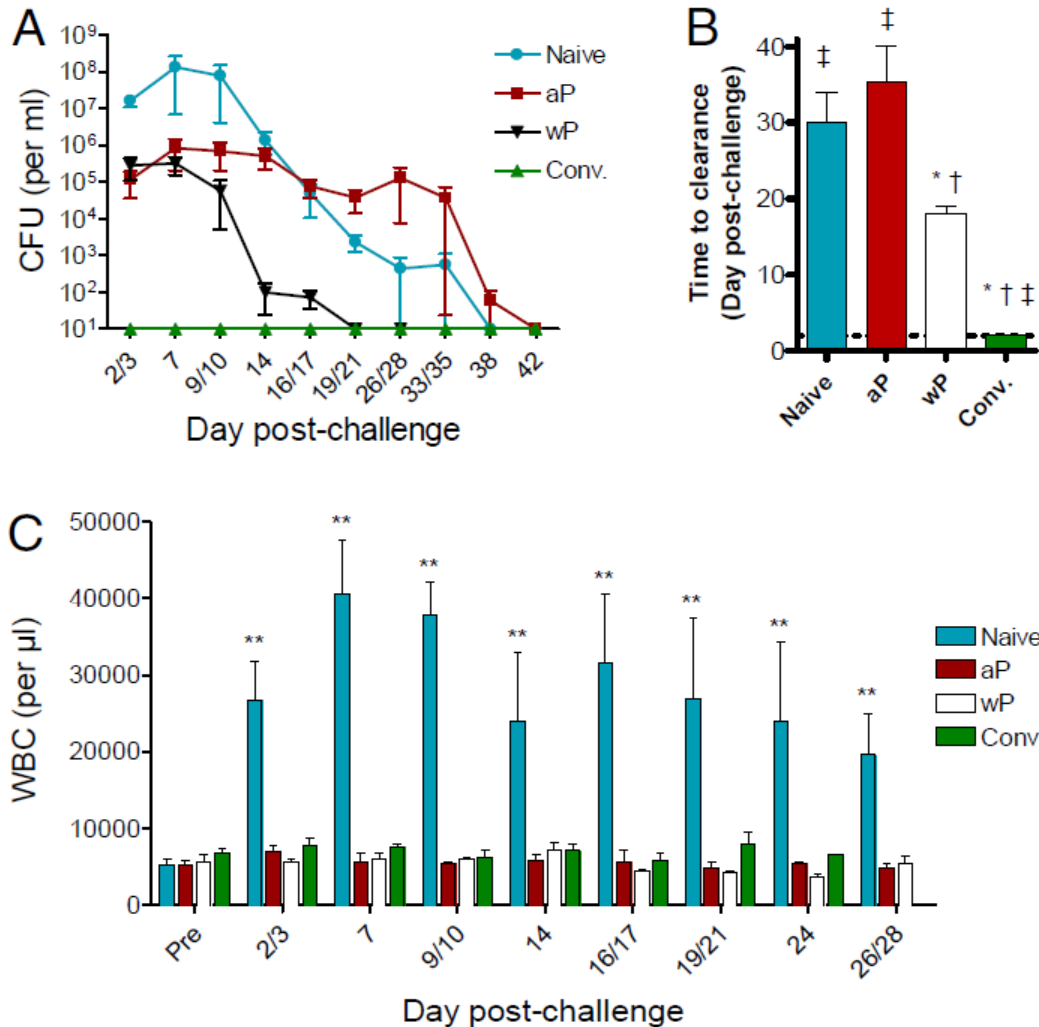 A
CFU (per ml)
10⁹
10⁸
10⁷
10⁶
10⁵
10⁴
10³
10²
10¹
2/3
7
9/10
14
16/17
19/21
26/28
33/35
38
42
Day post-challenge
Naive
aP
wP
Conv.
B
Time to clearance
(Day post-challenge)
40
30
20
10
0
‡
‡
* †
* † ‡
Naive
aP
wP
Conv.
C
WBC (per µl)
50000
40000
30000
20000
10000
0
**
**
**
**
**
**
**
**
Pre
2/3
7
9/10
14
16/17
19/21
24
26/28
Day post-challenge
Naive
aP
wP
Conv